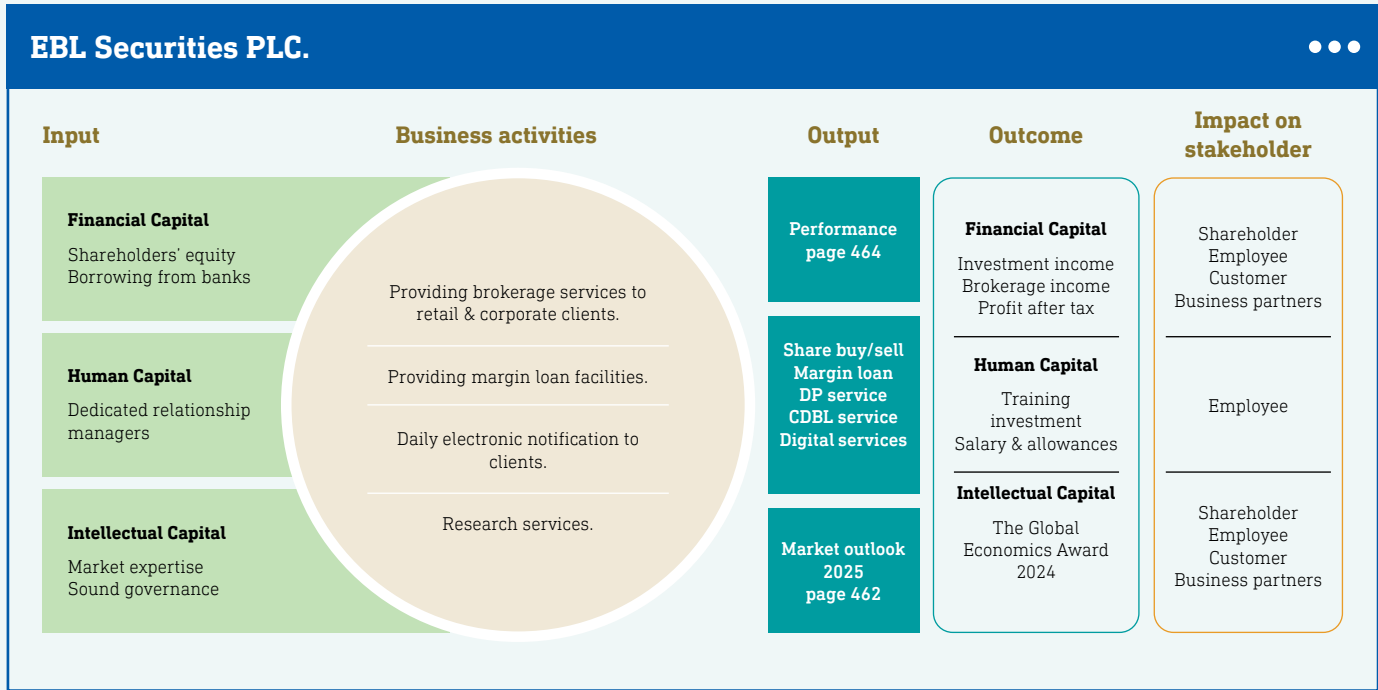 EBL Securities PLC.
Input
Business activities
Output
Outcome
Impact on
stakeholder
Financial Capital
Shareholders' equity
Borrowing from banks
Human Capital
Dedicated relationship
managers
Intellectual Capital
Market expertise
Sound governance
Providing brokerage services to
retail & corporate clients.
Providing margin loan facilities.
Daily electronic notification to
clients.
Research services.
Performance
page 464
Share buy/sell
Margin loan
DP service
CDBL service
Digital services
Market outlook
2025
page 462
Financial Capital
Investment income
Brokerage income
Profit after tax
Human Capital
Training
investment
Salary & allowances
Intellectual Capital
The Global
Economics Award
2024
Shareholder
Employee
Customer
Business partners
Employee
Shareholder
Employee
Customer
Business partners